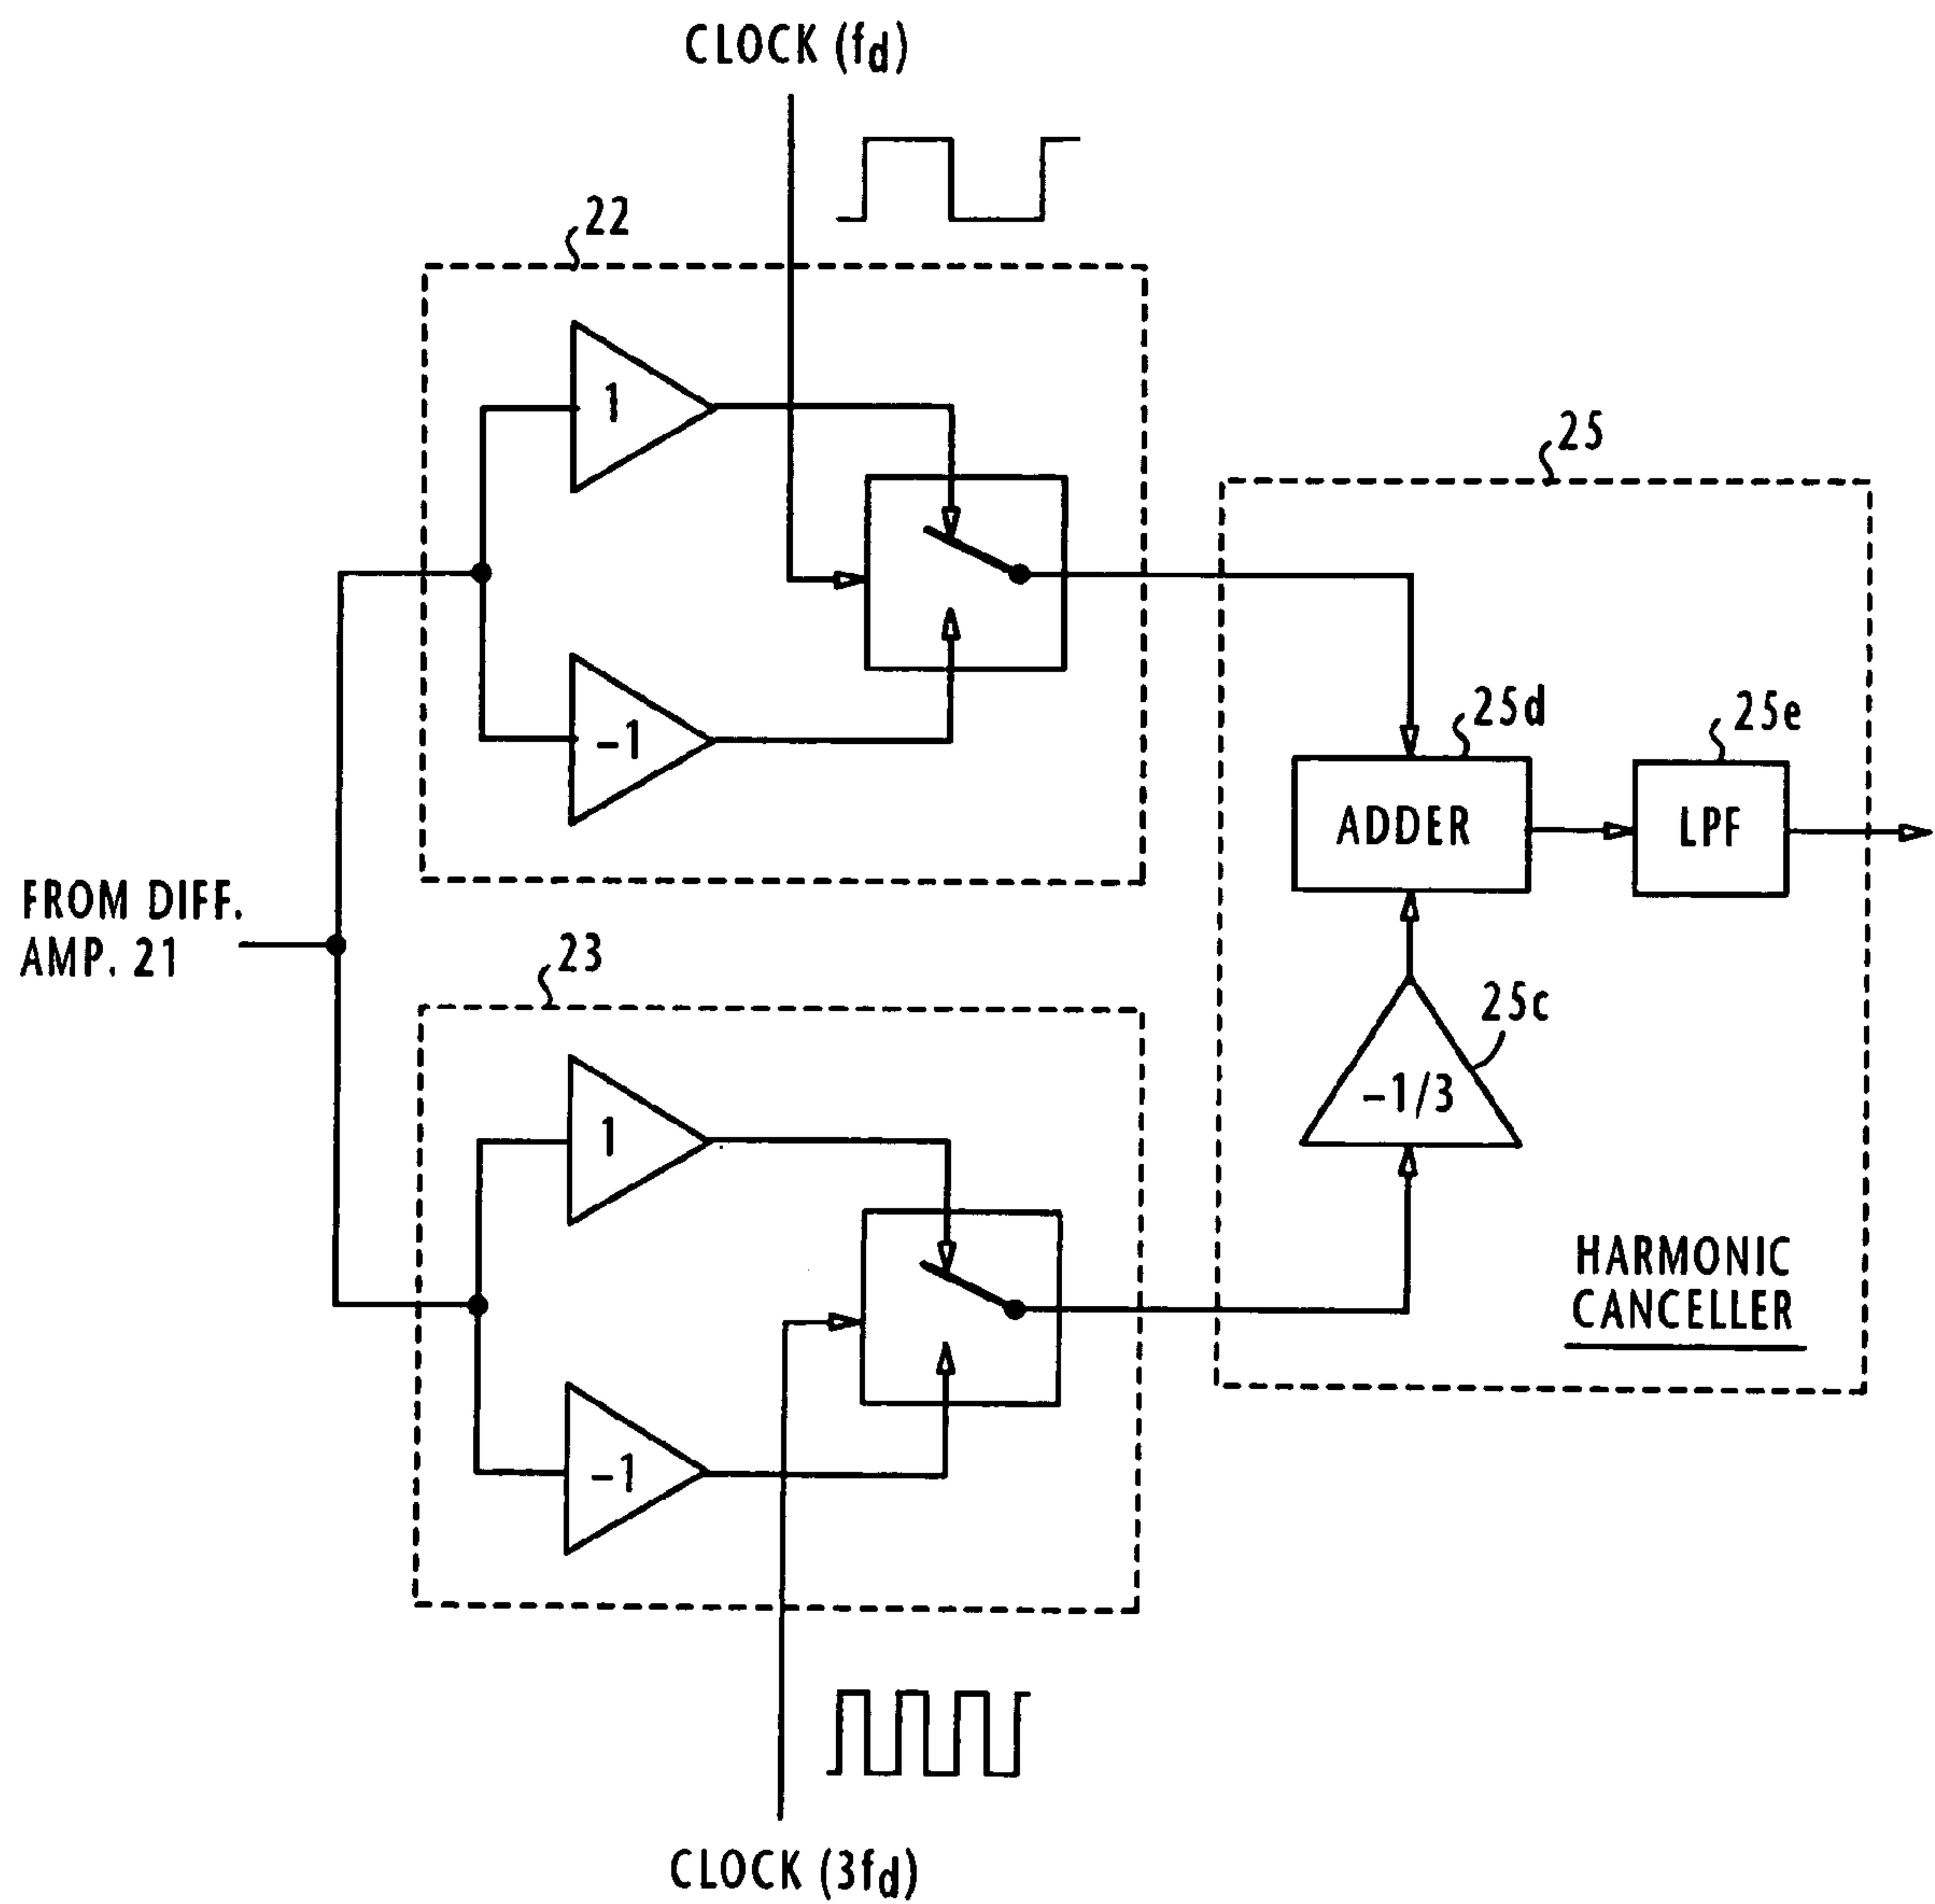 CLOCK (fd)
22
1
-1
25
25d
25e
ADDER
LPF
FROM DIFF.
AMP. 21
23
25c
1
-1/3
HARMONIC
CANCELLER
-1
CLOCK (3fd)